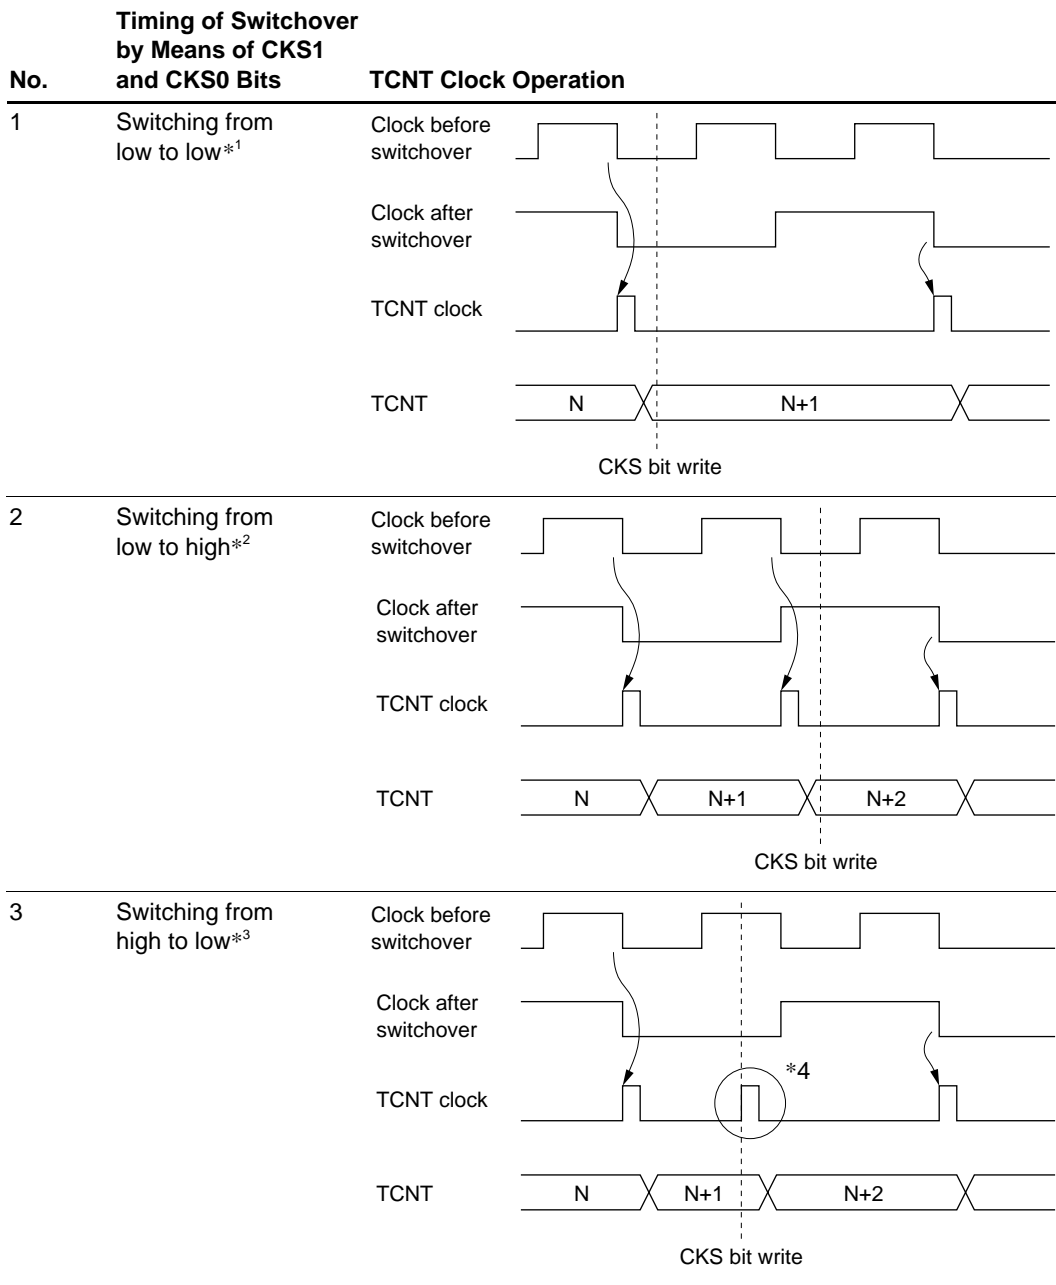 No.
Timing of Switchover
by Means of CKS1
and CKS0 Bits
TCNT Clock Operation
1
Switching from
low to low*1
Clock before
switchover
Clock after
switchover
TCNT clock
TCNT
N
N+1
CKS bit write
2
Switching from
low to high*2
Clock before
switchover
Clock after
switchover
TCNT clock
TCNT
N
N+1
N+2
CKS bit write
3
Switching from
high to low*3
Clock before
switchover
Clock after
switchover
*4
TCNT clock
TCNT
N
N+1
N+2
CKS bit write